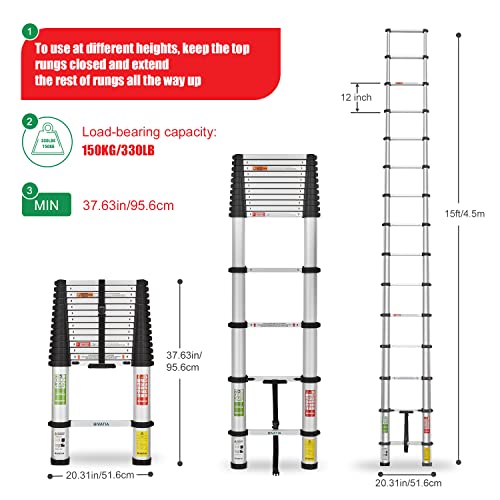 1
To use at different heights, keep the top
rungs closed and extend
the rest of rungs all the way up
2
330LBS
150KG
Load-bearing capacity:
150KG/330LB
3
MIN
37.63in/95.6cm
12 inch
15ft/4.5m
37.63in/
95.6cm
20.31in/51.6cm
20.31in/51.6cm